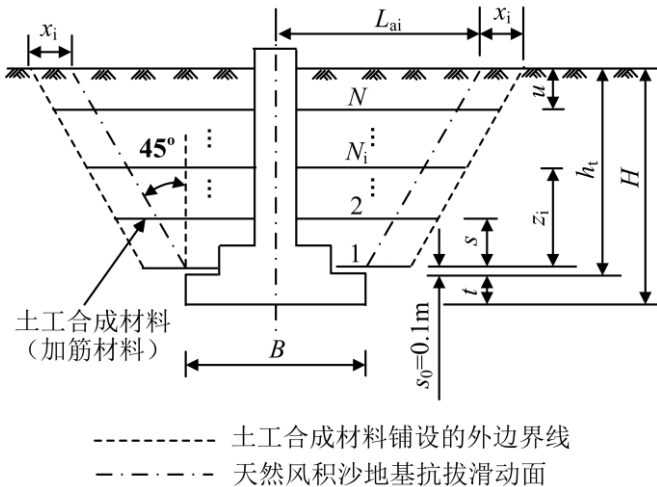 xi
Lai
xi
N
u
45°
Ni
ht
H
2
zi
s
1
土工合成材料
（加筋材料）
B
s0=0.1m
t
土工合成材料铺设的外边界线
天然风积沙地基抗拔滑动面